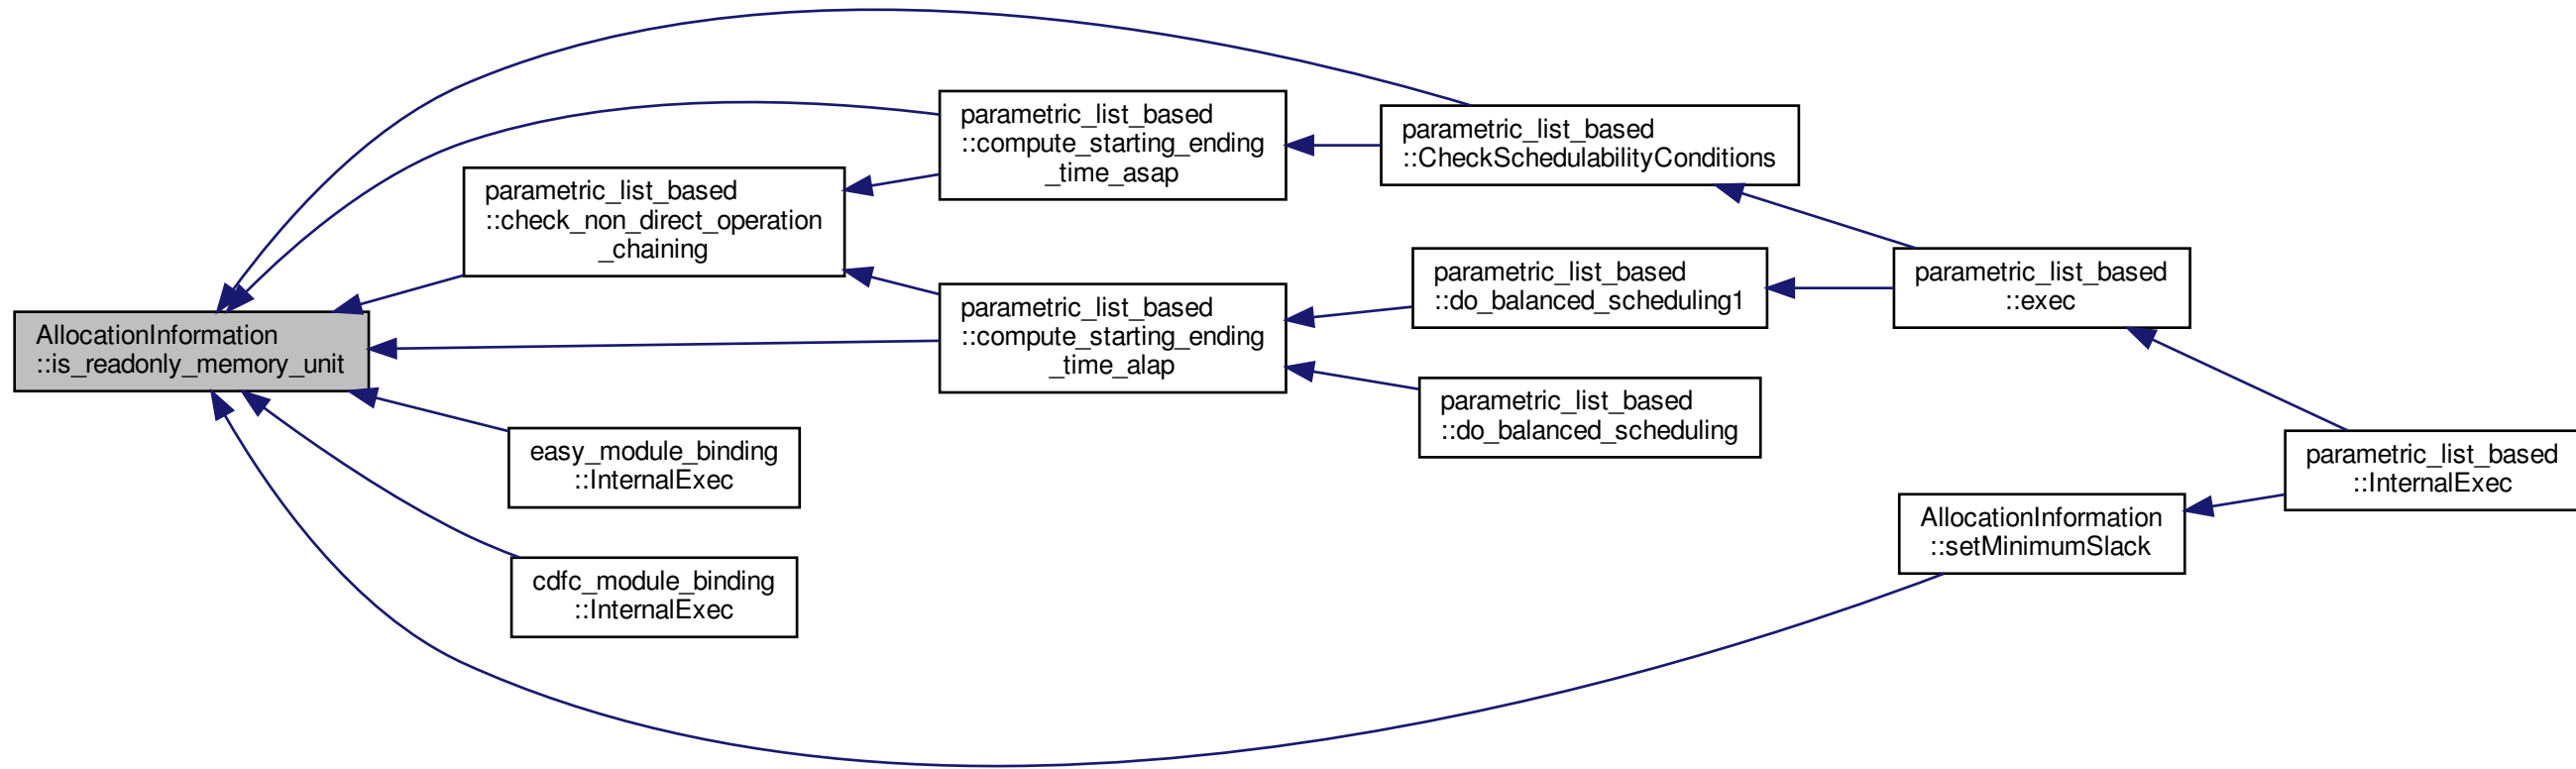 AllocationInformation
::is_readonly_memory_unit
parametric_list_based
::check_non_direct_operation
_chaining
easy_module_binding
::InternalExec
cdfc_module_binding
::InternalExec
parametric_list_based
::compute_starting_ending
_time_asap
parametric_list_based
::compute_starting_ending
_time_alap
parametric_list_based
::CheckSchedulabilityConditions
parametric_list_based
::do_balanced_scheduling1
parametric_list_based
::do_balanced_scheduling
parametric_list_based
::exec
AllocationInformation
::setMinimumSlack
parametric_list_based
::InternalExec